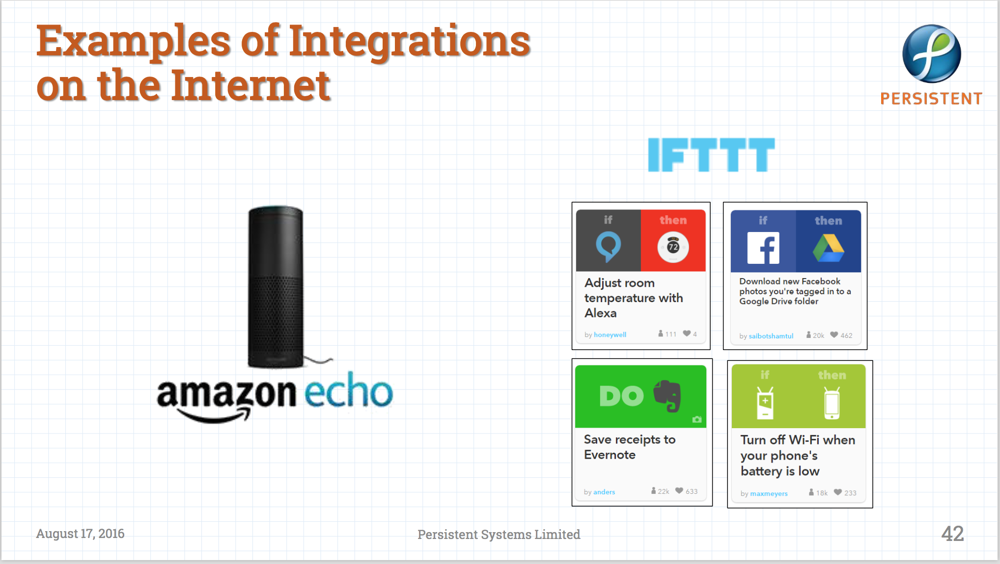 Examples of Integrations
on the Internet
PERSISTENT
IFTTT
amazon echo
if then
72
Adjust room
temperature with
Alexa
by honeywell 111 4
if then
Download new Facebook
photos you're tagged in to a
Google Drive folder
by saibotshamtul 20k 462
DO
Save receipts to
Evernote
by anders 22k 633
if then
Turn off Wi-Fi when
your phone's
battery is low
by maxmeyers 18k 233
August 17, 2016
Persistent Systems Limited
42